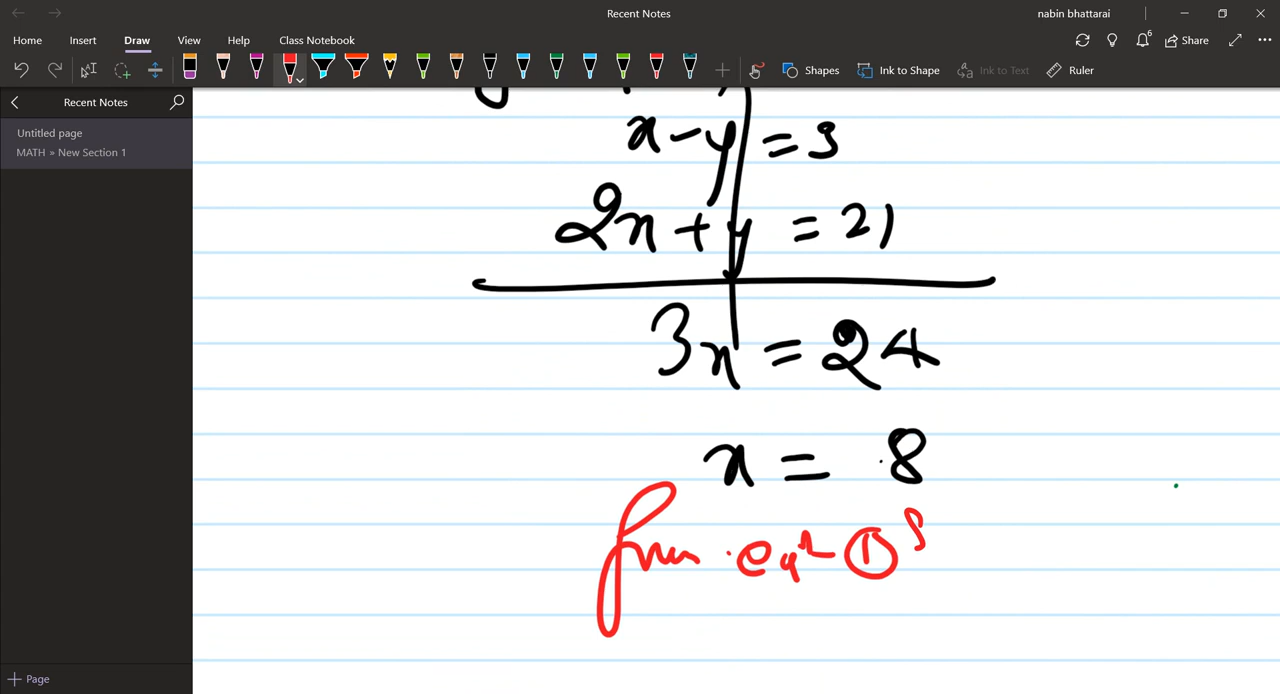 Recent Notes
nabin bhattarai
Home Insert Draw View Help Class Notebook
6 Share
Shapes Ink to Shape Ink to Text Ruler
Recent Notes
Untitled page
MATH » New Section 1
x - y = 3
2x + y = 21
3x = 24
x = 8
from eqn ①
Page